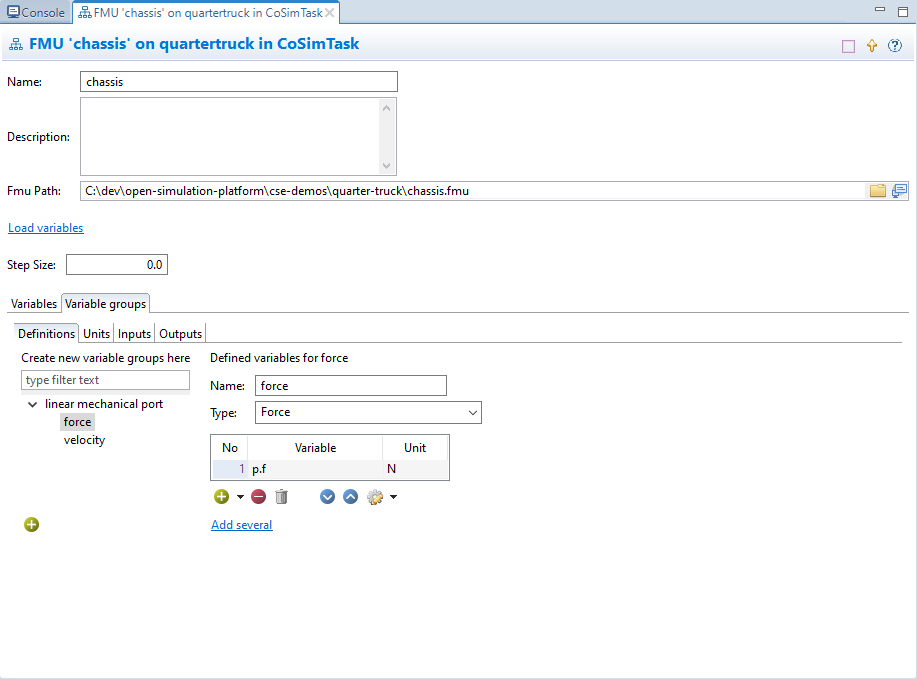 Console
FMU 'chassis' on quartertruck in CoSimTask
FMU 'chassis' on quartertruck in CoSimTask
Name: chassis
Description:
Fmu Path: C:\dev\open-simulation-platform\cse-demos\quarter-truck\chassis.fmu
Load variables
Step Size: 0.0
Variables Variable groups
Definitions Units Inputs Outputs
Create new variable groups here
type filter text
linear mechanical port
force
velocity
Defined variables for force
Name: force
Type: Force
No Variable Unit
1 p.f N
Add several